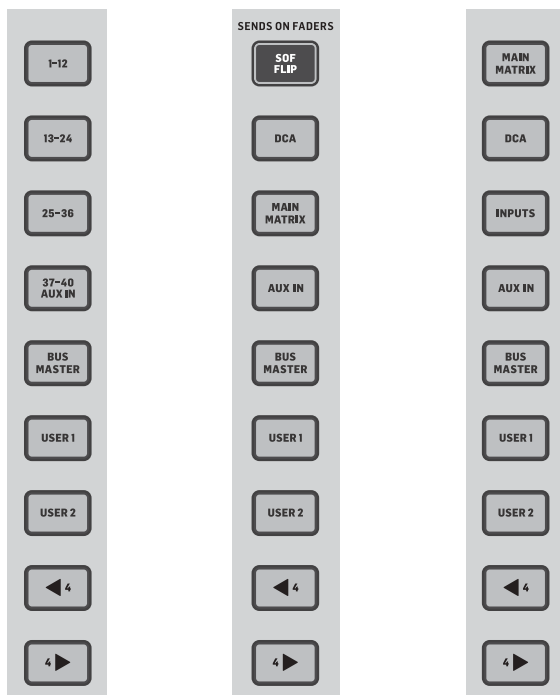 1-12
13-24
25-36
37-40
AUX IN
BUS
MASTER
USER 1
USER 2
◀ 4
4 ▶
SENDS ON FADERS
SOF
FLIP
DCA
MAIN
MATRIX
AUX IN
BUS
MASTER
USER 1
USER 2
◀ 4
4 ▶
MAIN
MATRIX
DCA
INPUTS
AUX IN
BUS
MASTER
USER 1
USER 2
◀ 4
4 ▶